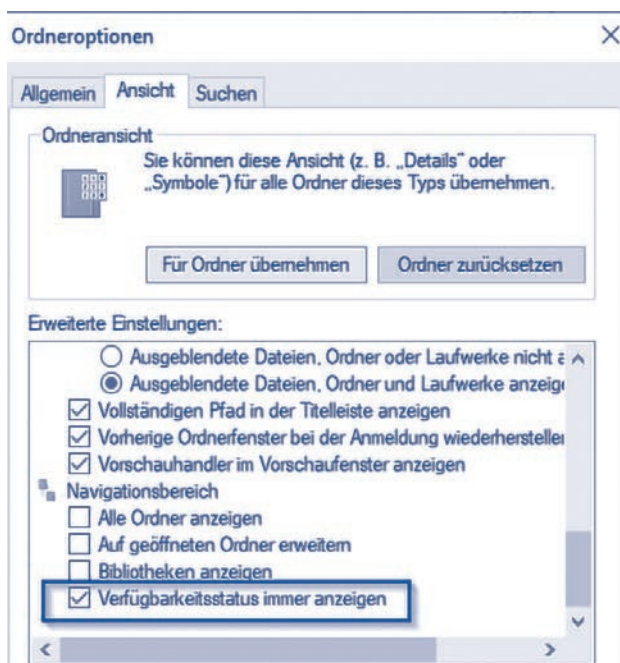 Ordneroptionen
Allgemein Ansicht Suchen
Ordneransicht
Sie können diese Ansicht (z. B. „Details" oder
„Symbole") für alle Ordner dieses Typs übernehmen.
Für Ordner übernehmen Ordner zurücksetzen
Erweiterte Einstellungen:
Ausgeblendete Dateien, Ordner oder Laufwerke nicht a
Ausgeblendete Dateien, Ordner und Laufwerke anzeige
Vollständigen Pfad in der Titelleiste anzeigen
Vorherige Ordnerfenster bei der Anmeldung wiederherstellen
Vorschauhandler im Vorschaufenster anzeigen
Navigationsbereich
Alle Ordner anzeigen
Auf geöffneten Ordner erweitern
Bibliotheken anzeigen
Verfügbarkeitsstatus immer anzeigen